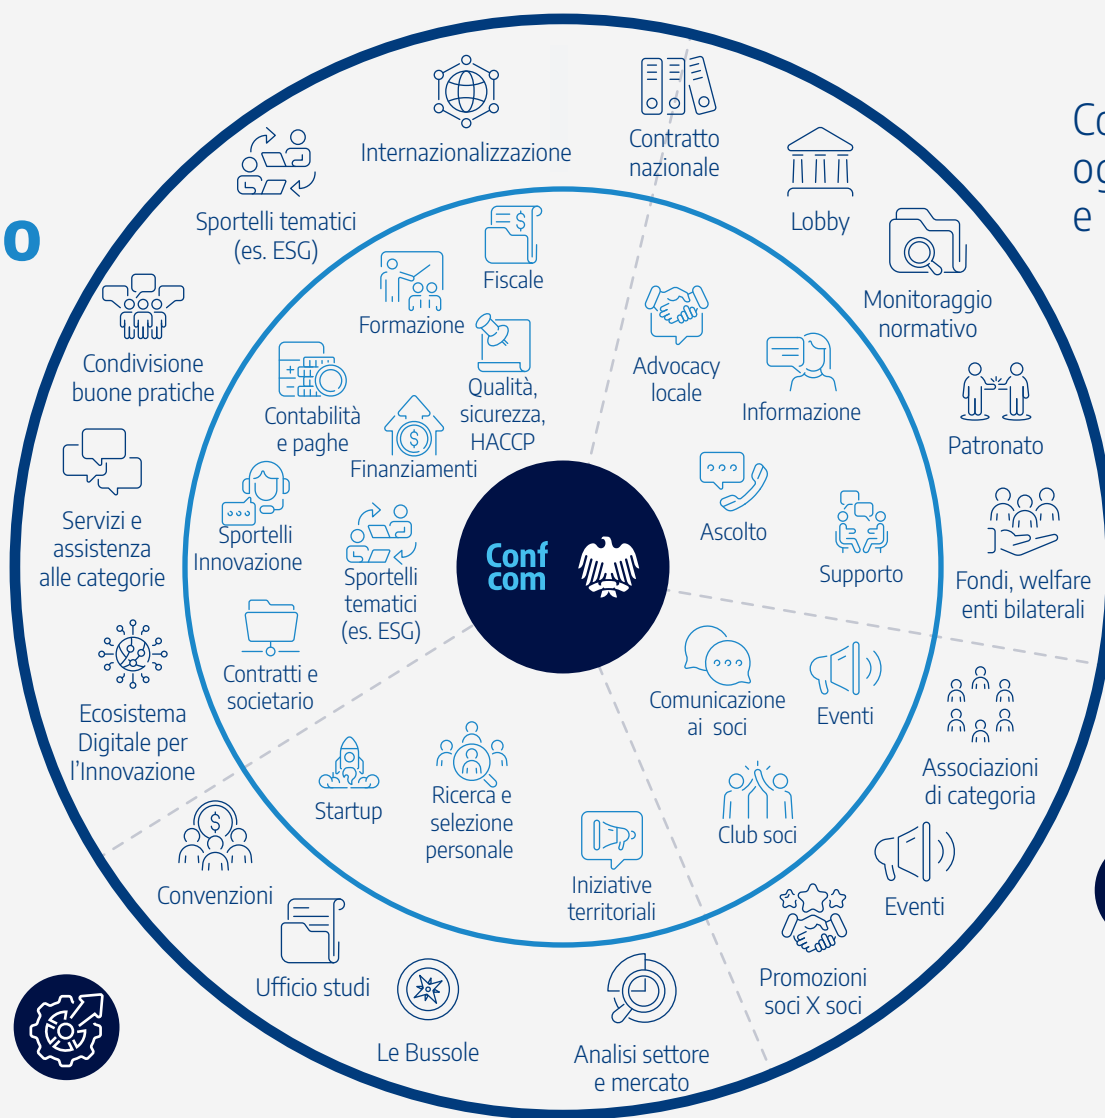 Internazionalizzazione
Contratto
nazionale
Lobby
Monitoraggio
normativo
Patronato
Fondi, welfare
enti bilaterali
Associazioni
di categoria
Eventi
Promozioni
soci X soci
Analisi settore
e mercato
Le Bussole
Ufficio studi
Convenzioni
Ecosistema
Digitale per
l'Innovazione
Servizi e
assistenza
alle categorie
Condivisione
buone pratiche
Sportelli tematici
(es. ESG)
Fiscale
Formazione
Qualità,
sicurezza,
HACCP
Contabilità
e paghe
Finanziamenti
Sportelli
Innovazione
Sportelli
tematici
(es. ESG)
Contratti e
societario
Advocacy
locale
Informazione
Ascolto
Supporto
Conf
com
Comunicazione
ai soci
Eventi
Club soci
Startup
Ricerca e
selezione
personale
Iniziative
territoriali
o
Co
og
e